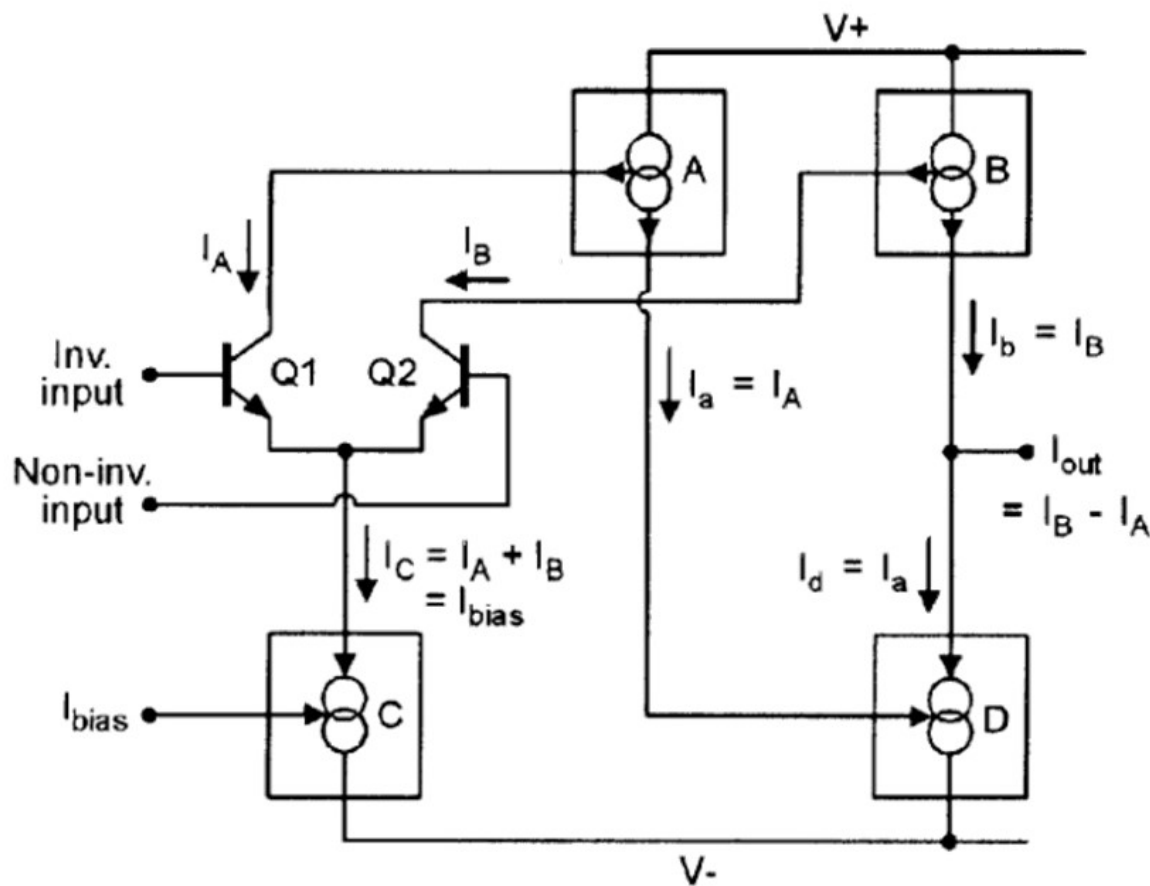 V+
A
B
I_A
I_B
I_b = I_B
Inv.
input
Q1
Q2
I_a = I_A
Non-inv.
input
I_out
= I_B - I_A
I_C = I_A + I_B
= I_bias
I_d = I_a
I_bias
C
D
V-